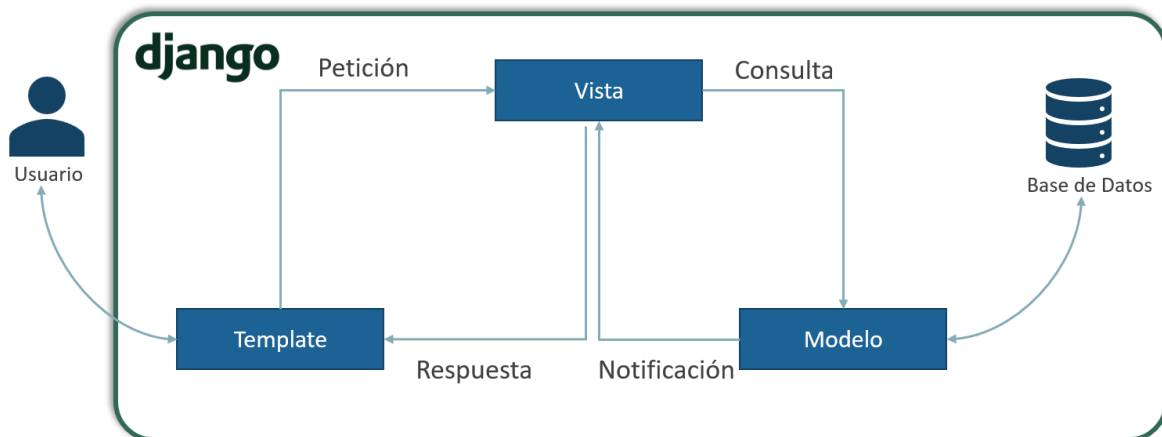 django
Petición
Vista
Consulta
Usuario
Base de Datos
Template
Modelo
Respuesta
Notificación